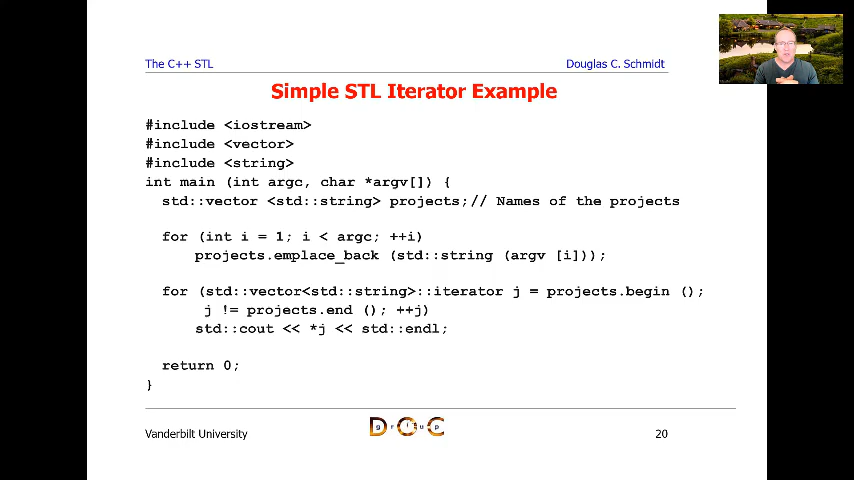 The C++ STL
Douglas C. Schmidt
Simple STL Iterator Example
#include <iostream>
#include <vector>
#include <string>
int main (int argc, char *argv[]) {
std::vector <std::string> projects;// Names of the projects
for (int i = 1; i < argc; ++i)
projects.emplace_back (std::string (argv [i]));
for (std::vector<std::string>::iterator j = projects.begin ();
j != projects.end (); ++j)
std::cout << *j << std::endl;
return 0;
}
Vanderbilt University
DOC
group
20